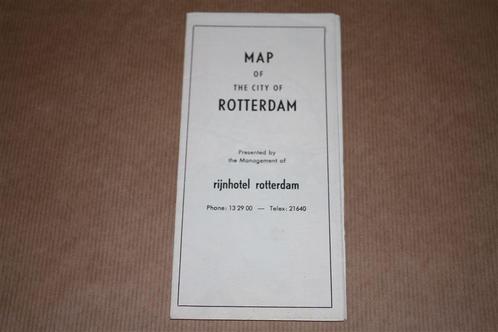 MAP
OF
THE CITY OF
ROTTERDAM
Presented by
the Management of
rijnhotel rotterdam
Phone: 13 29 00 — Telex: 21640